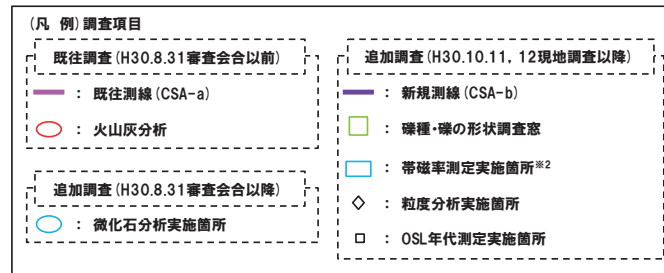 (凡 例)調査項目
既往調査(H30.8.31審査会合以前)
： 既往測線(CSA-a)
： 火山灰分析
追加調査(H30.8.31審査会合以降)
： 微化石分析実施箇所
追加調査(H30.10.11, 12現地調査以降)
： 新規測線(CSA-b)
： 礫種・礫の形状調査窓
： 帯磁率測定実施箇所※2
： 粒度分析実施箇所
： OSL年代測定実施箇所